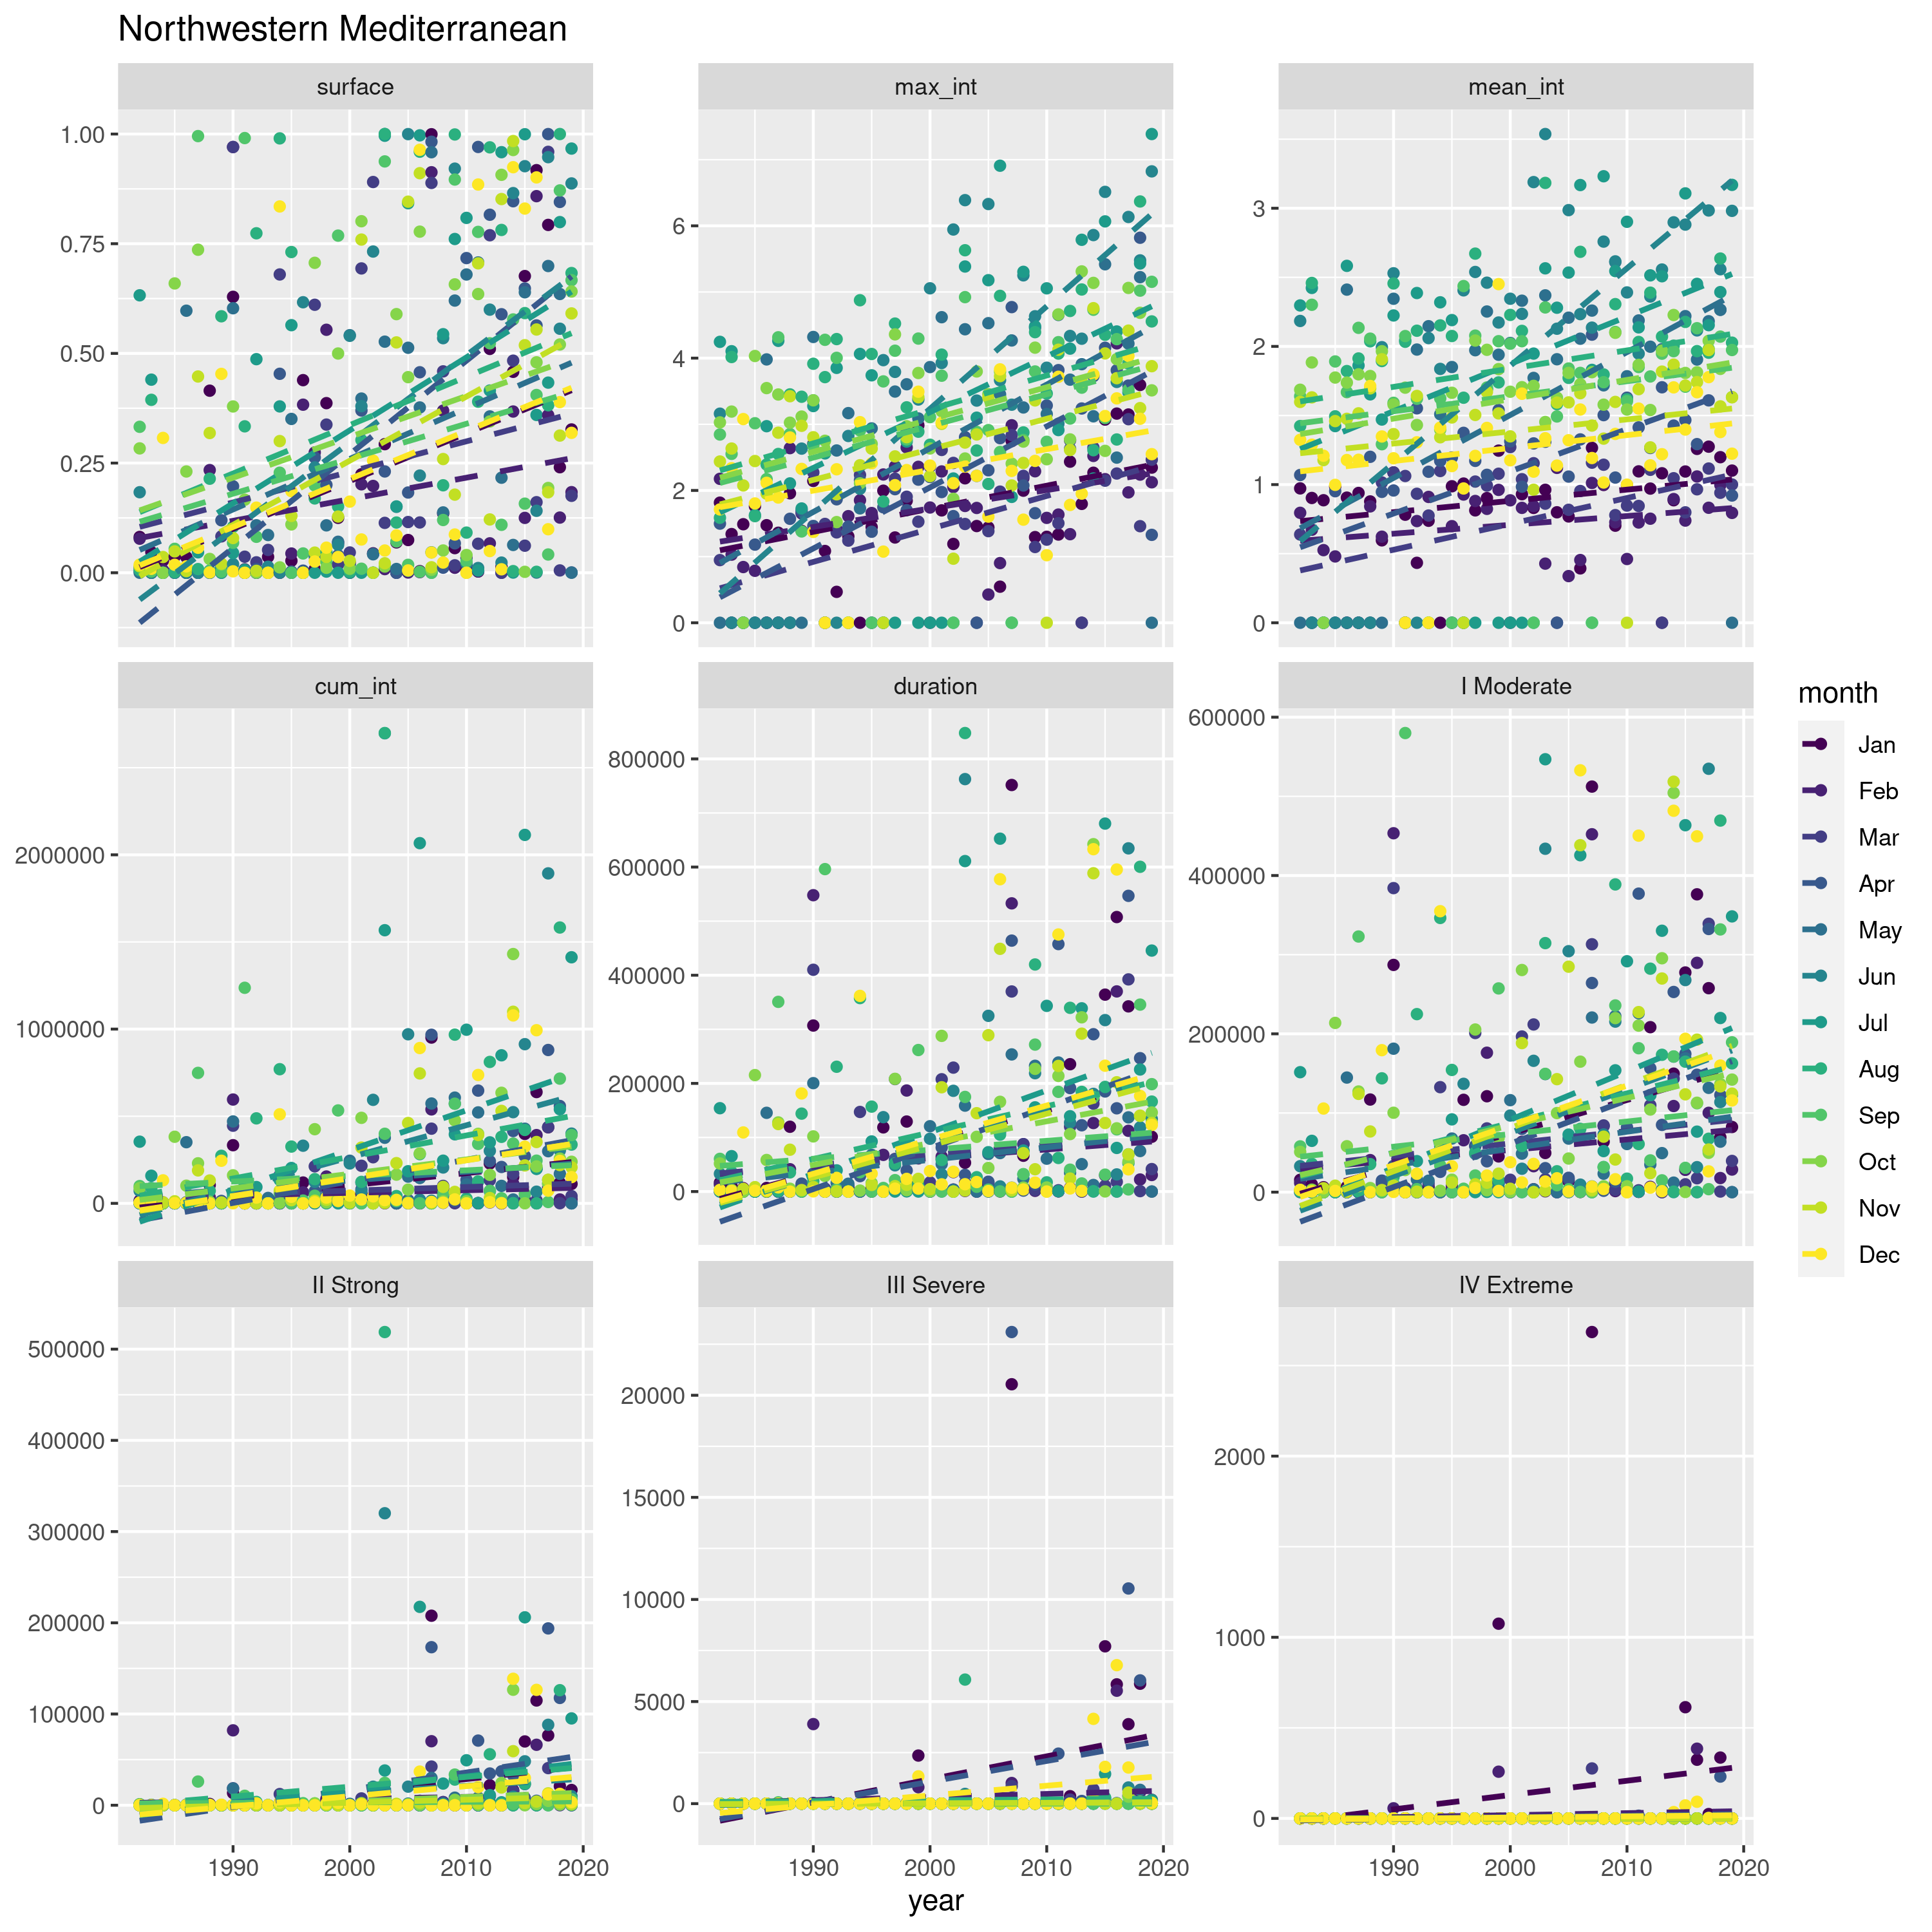 Northwestern Mediterranean
surface
max_int
mean_int
1.00
0.75
0.50
0.25
0.00
6
4
2
0
3
2
1
0
cum_int
duration
I Moderate
2000000
1000000
0
800000
600000
400000
200000
0
600000
400000
200000
0
II Strong
III Severe
IV Extreme
500000
400000
300000
200000
100000
0
20000
15000
10000
5000
0
2000
1000
0
1990 2000 2010 2020
1990 2000 2010 2020
1990 2000 2010 2020
year
month
Jan
Feb
Mar
Apr
May
Jun
Jul
Aug
Sep
Oct
Nov
Dec